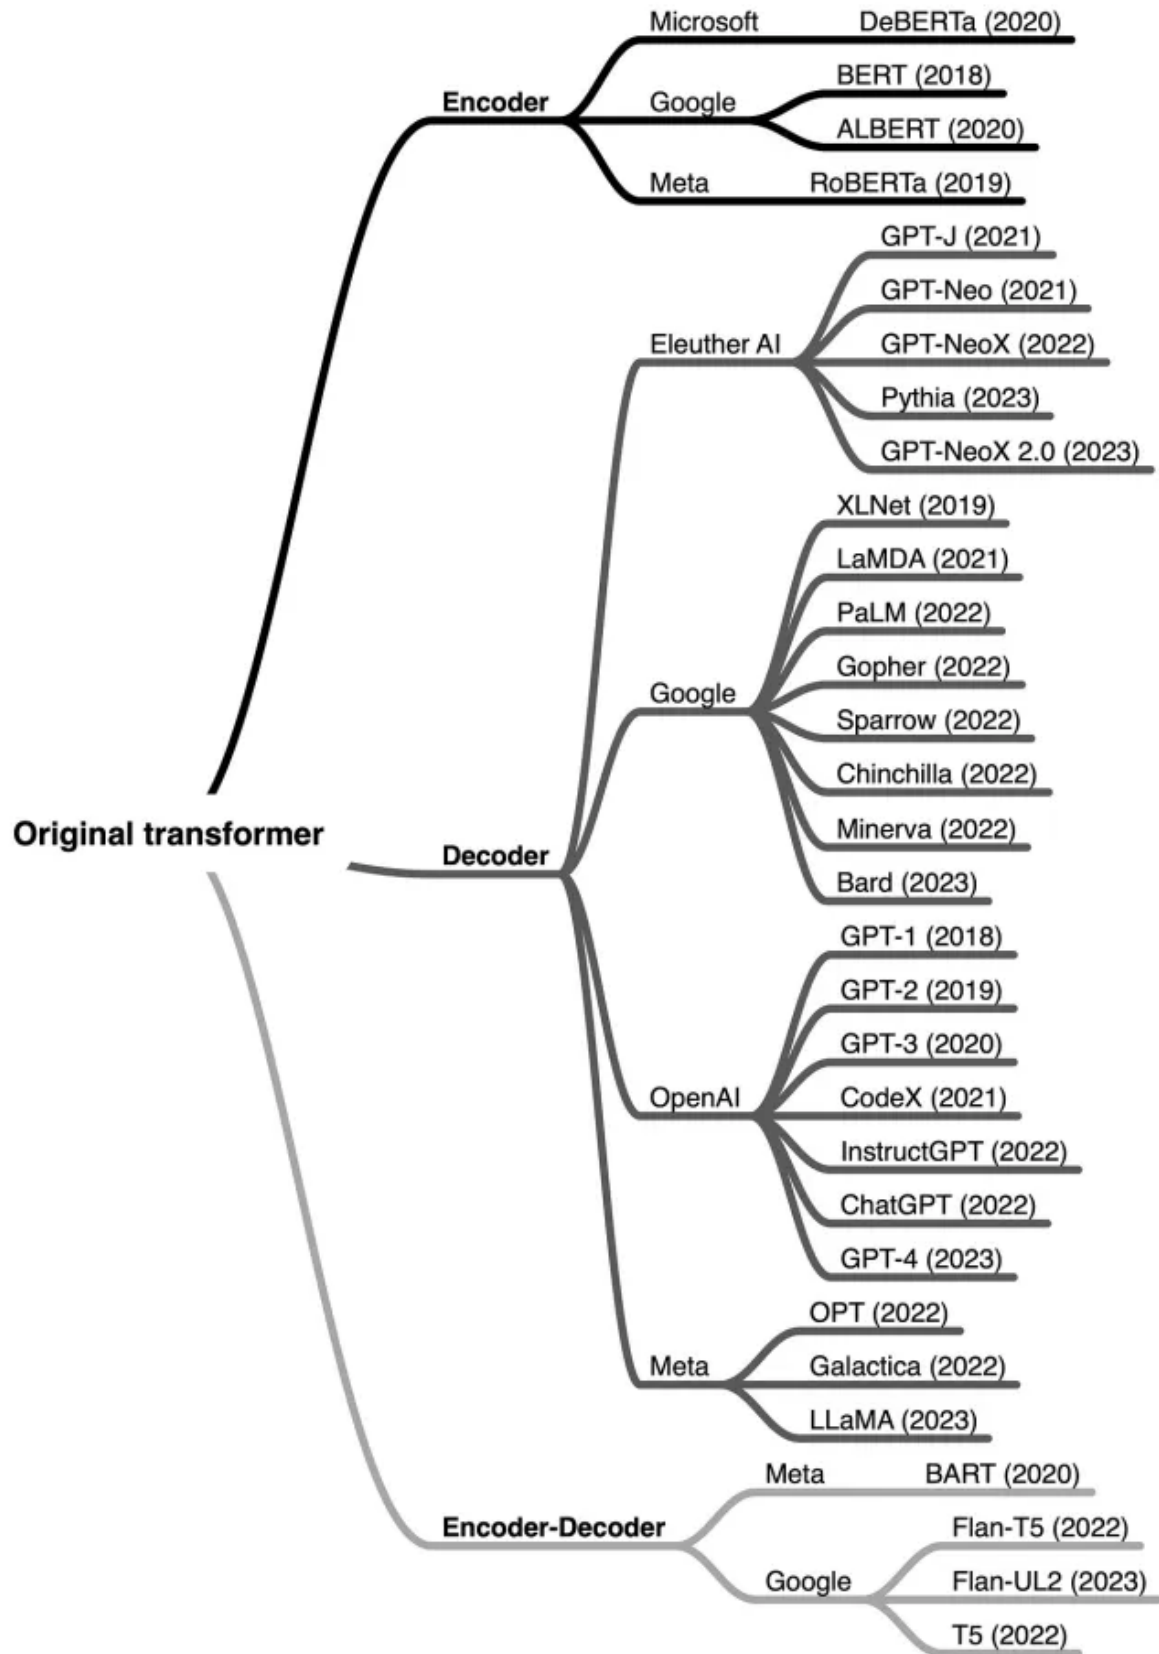 Microsoft DeBERTa (2020)
Encoder
Google
BERT (2018)
ALBERT (2020)
Meta RoBERTa (2019)
Eleuther AI
GPT-J (2021)
GPT-Neo (2021)
GPT-NeoX (2022)
Pythia (2023)
GPT-NeoX 2.0 (2023)
Google
XLNet (2019)
LaMDA (2021)
PaLM (2022)
Gopher (2022)
Sparrow (2022)
Chinchilla (2022)
Minerva (2022)
Bard (2023)
Original transformer
Decoder
OpenAI
GPT-1 (2018)
GPT-2 (2019)
GPT-3 (2020)
CodeX (2021)
InstructGPT (2022)
ChatGPT (2022)
GPT-4 (2023)
Meta
OPT (2022)
Galactica (2022)
LLaMA (2023)
Encoder-Decoder
Meta BART (2020)
Google
Flan-T5 (2022)
Flan-UL2 (2023)
T5 (2022)